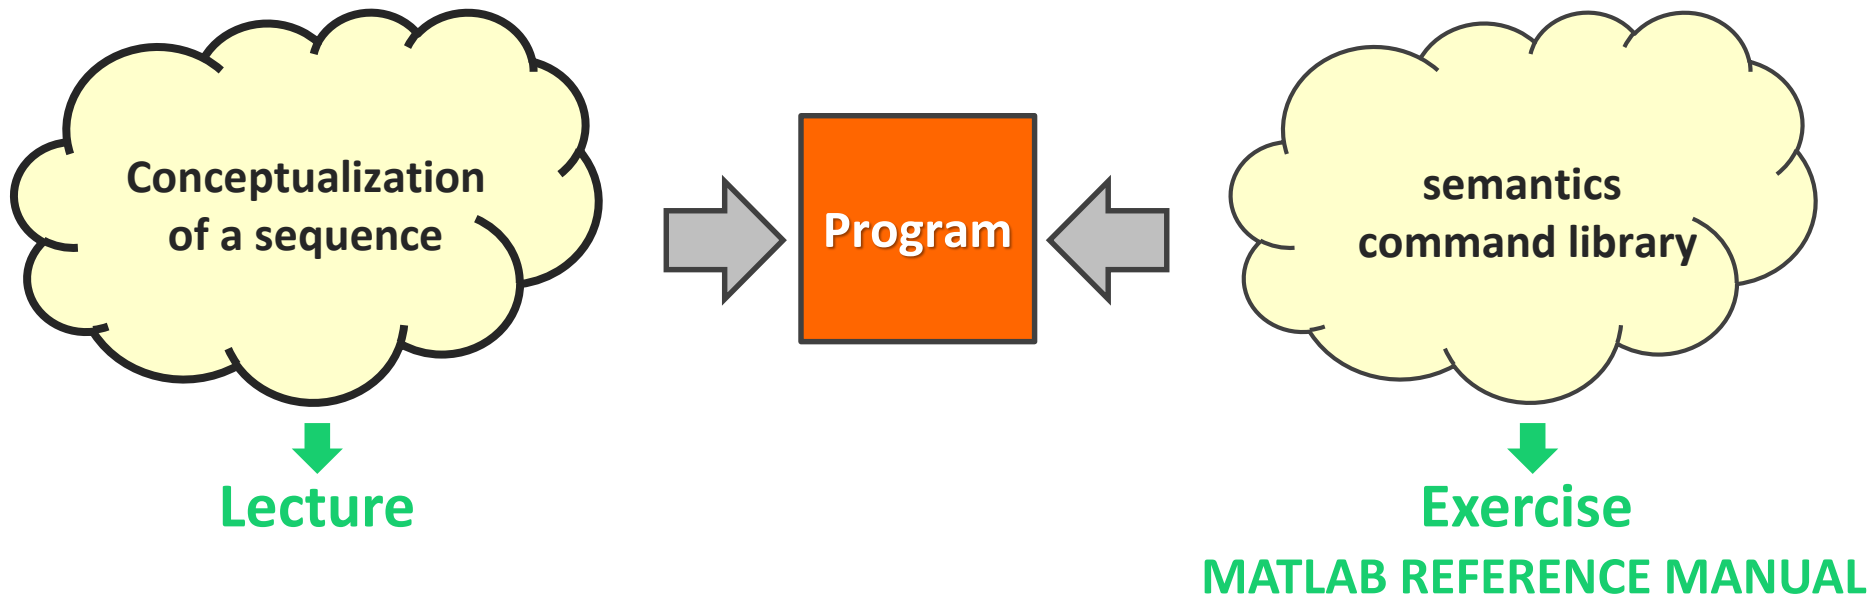 Conceptualization
of a sequence
Program
semantics
command library
Lecture
Exercise
MATLAB REFERENCE MANUAL